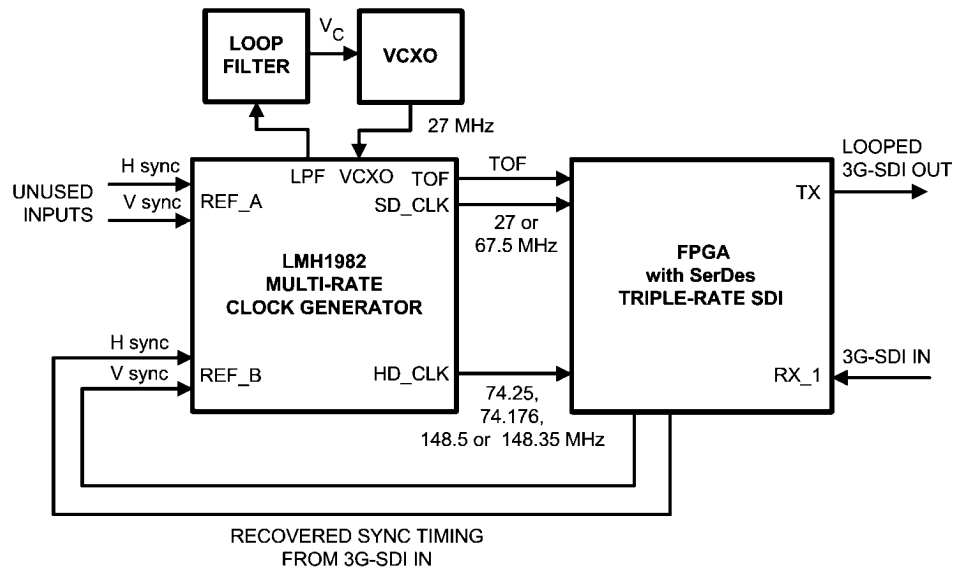 LOOP
FILTER
V_C
VCXO
27 MHz
UNUSED
INPUTS
H sync
V sync
REF_A
LPF
VCXO
TOF
SD_CLK
LMH1982
MULTI-RATE
CLOCK GENERATOR
H sync
V sync
REF_B
HD_CLK
TOF
27 or
67.5 MHz
74.25,
74.176,
148.5 or 148.35 MHz
FPGA
with SerDes
TRIPLE-RATE SDI
TX
RX_1
LOOPED
3G-SDI OUT
3G-SDI IN
RECOVERED SYNC TIMING
FROM 3G-SDI IN